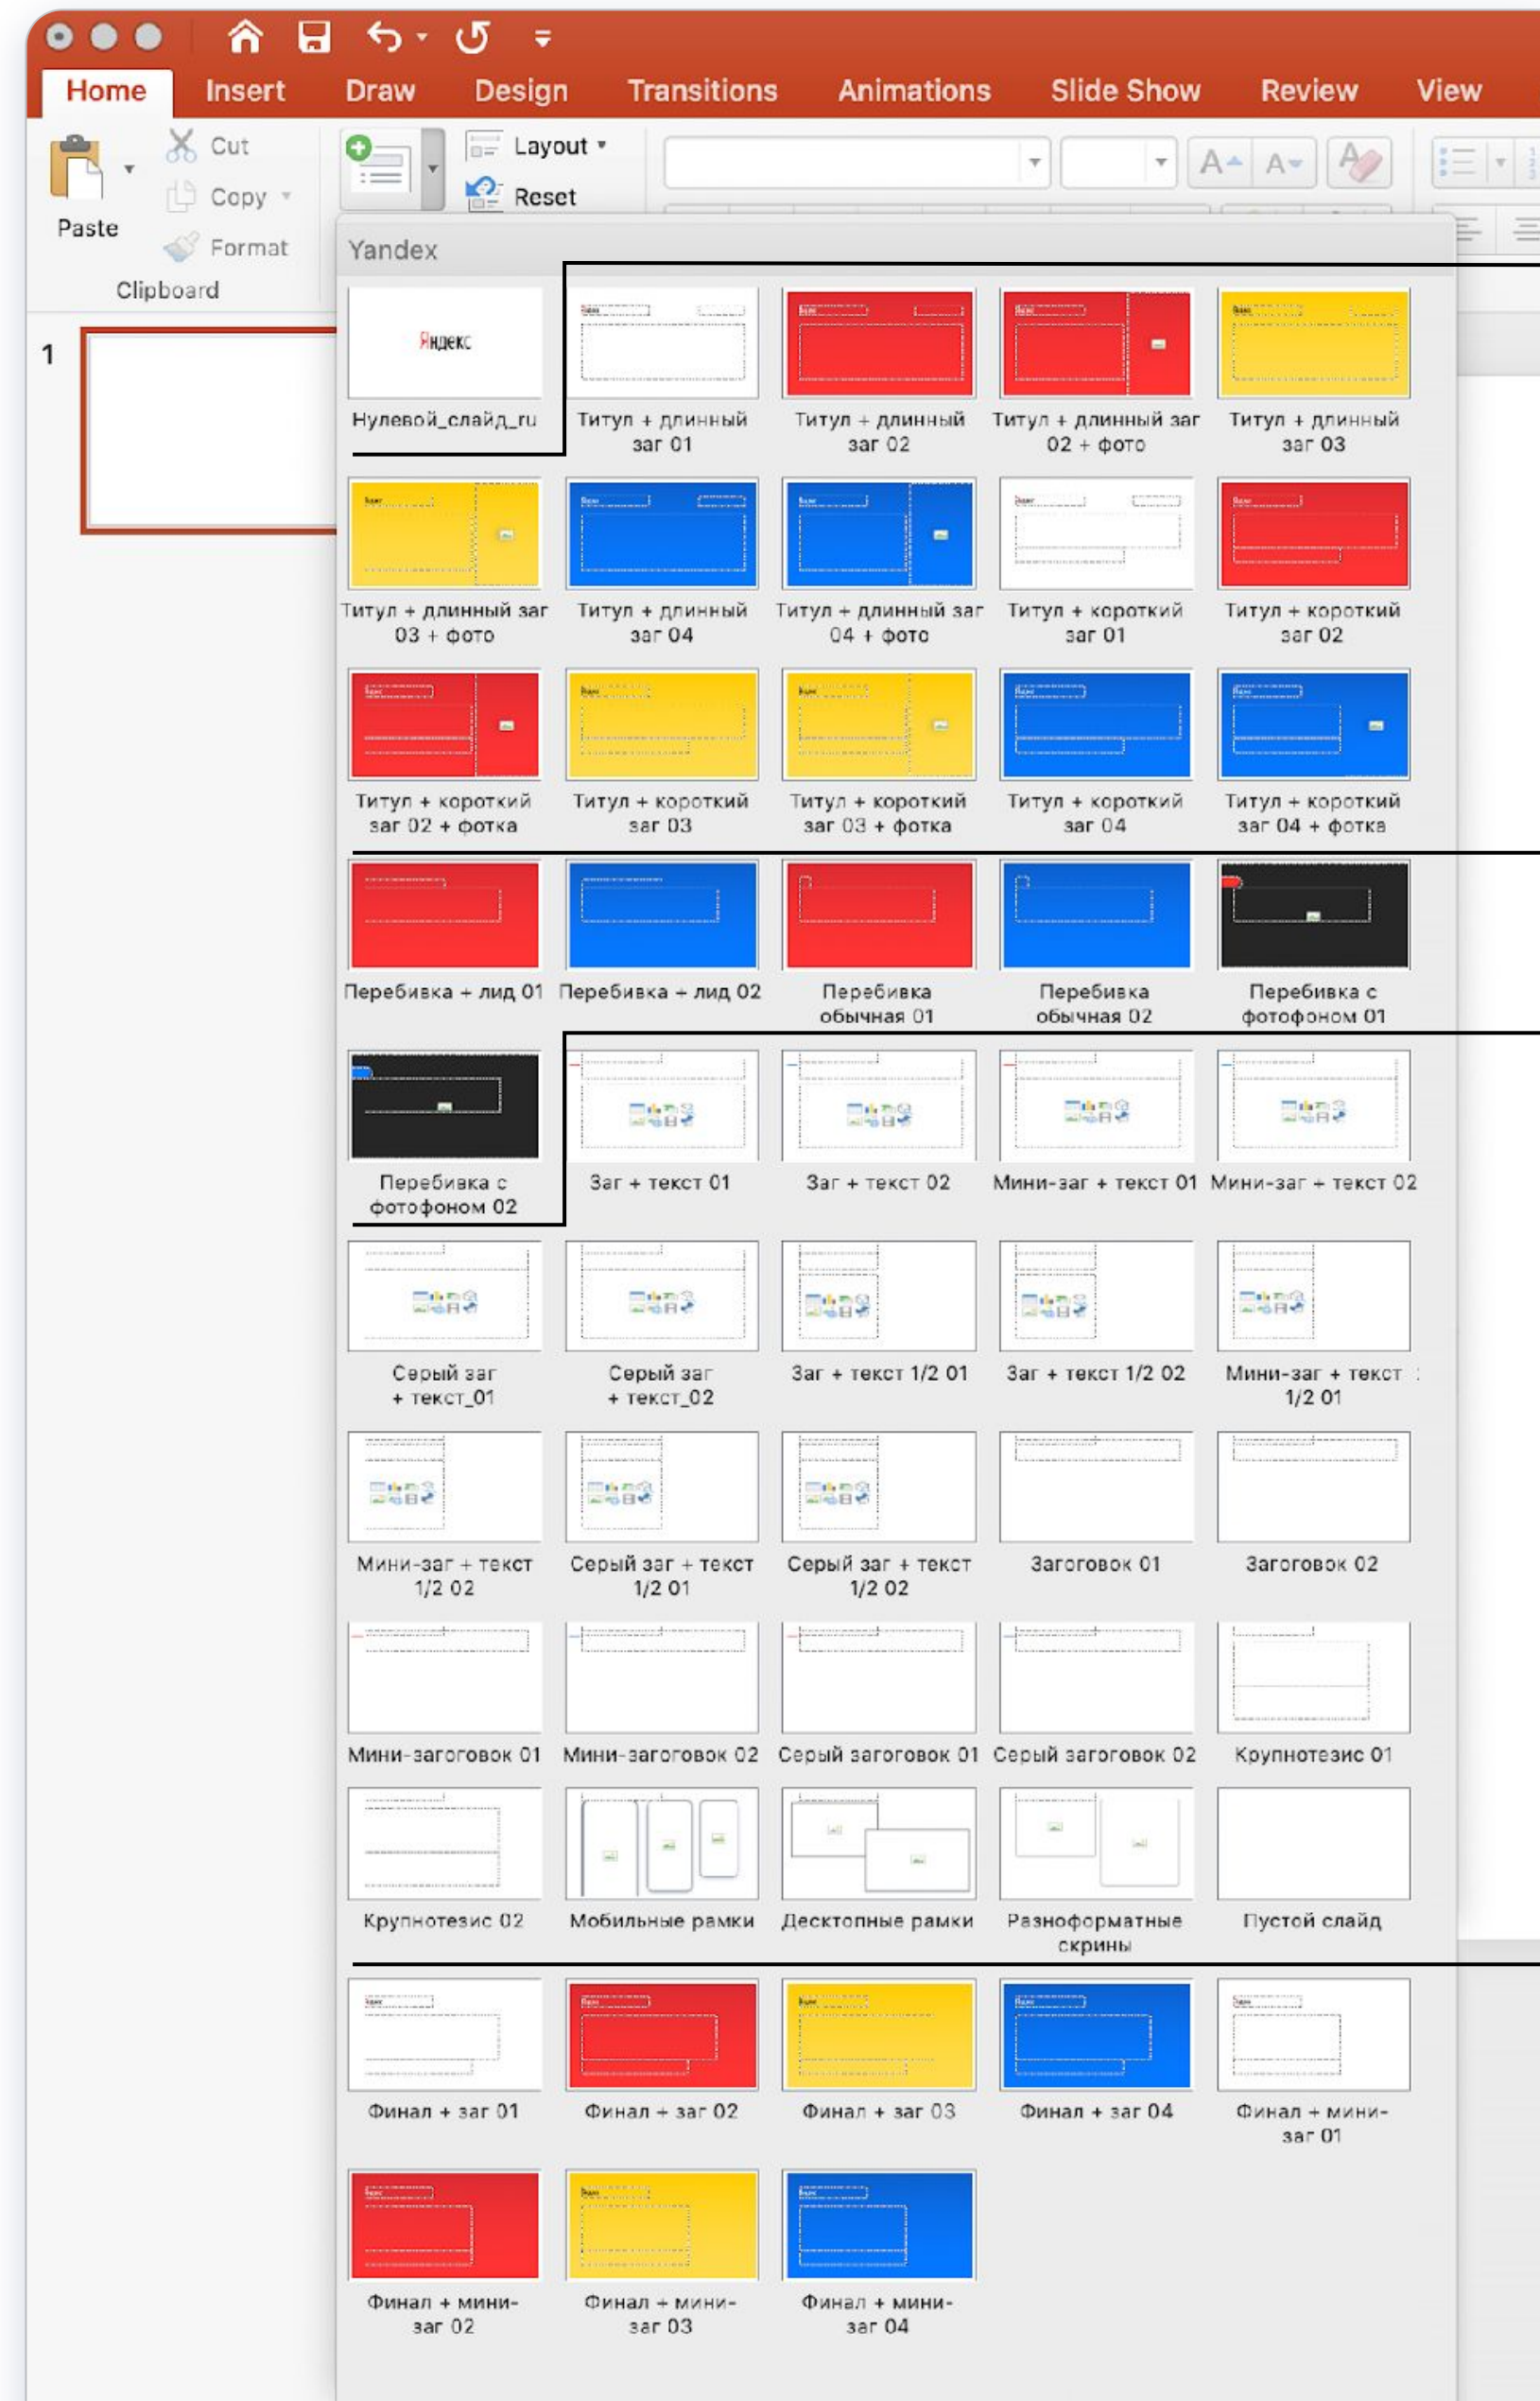 Home Insert Draw Design Transitions Animations Slide Show Review View
Cut
Layout
Copy
Reset
Paste
Format
Clipboard
Yandex
1
Яндекс
Нулевой_слайд_ru
Титул + длинный заг 01
Титул + длинный заг 02
Титул + длинный заг 02 + фото
Титул + длинный заг 03
Титул + длинный заг 03 + фото
Титул + длинный заг 04
Титул + длинный заг 04 + фото
Титул + короткий заг 01
Титул + короткий заг 02
Титул + короткий заг 02 + фотка
Титул + короткий заг 03
Титул + короткий заг 03 + фотка
Титул + короткий заг 04
Титул + короткий заг 04 + фотка
Перебивка + лид 01
Перебивка + лид 02
Перебивка обычная 01
Перебивка обычная 02
Перебивка с фотофоном 01
Перебивка с фотофоном 02
Заг + текст 01
Заг + текст 02
Мини-заг + текст 01
Мини-заг + текст 02
Серый заг + текст_01
Серый заг + текст_02
Заг + текст 1/2 01
Заг + текст 1/2 02
Мини-заг + текст 1/2 01
Мини-заг + текст 1/2 02
Серый заг + текст 1/2 01
Серый заг + текст 1/2 02
Заголовок 01
Заголовок 02
Мини-заголовок 01
Мини-заголовок 02
Серый заголовок 01
Серый заголовок 02
Крупнотезис 01
Крупнотезис 02
Мобильные рамки
Десктопные рамки
Разноформатные скрины
Пустой слайд
Финал + заг 01
Финал + заг 02
Финал + заг 03
Финал + заг 04
Финал + мини-заг 01
Финал + мини-заг 02
Финал + мини-заг 03
Финал + мини-заг 04